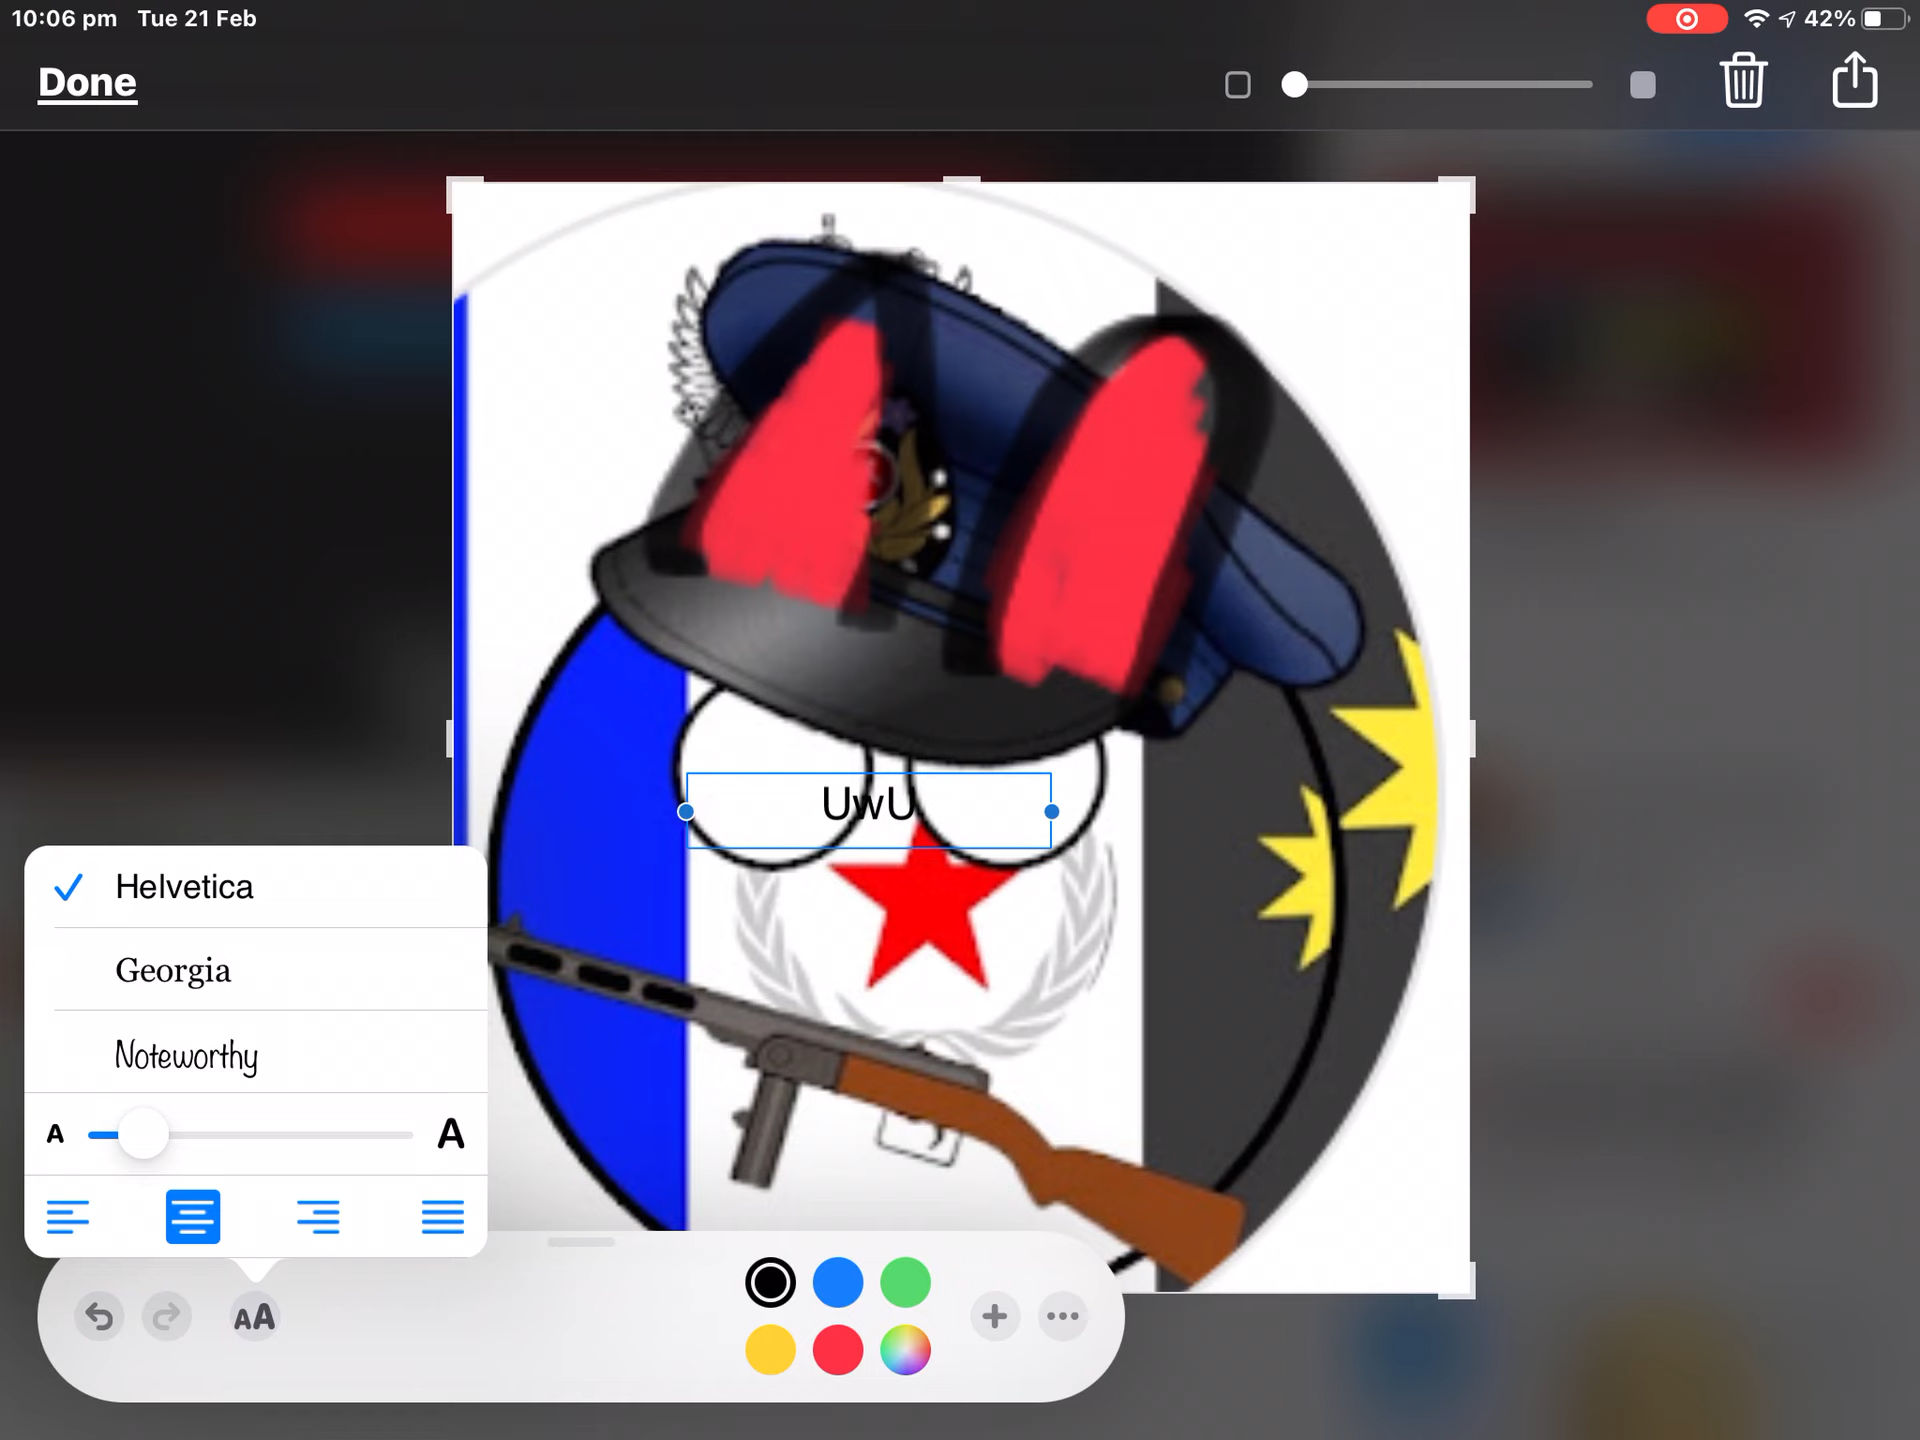 10:06 pm Tue 21 Feb
42%
Done
UwU
Helvetica
Georgia
Noteworthy
A A
AA